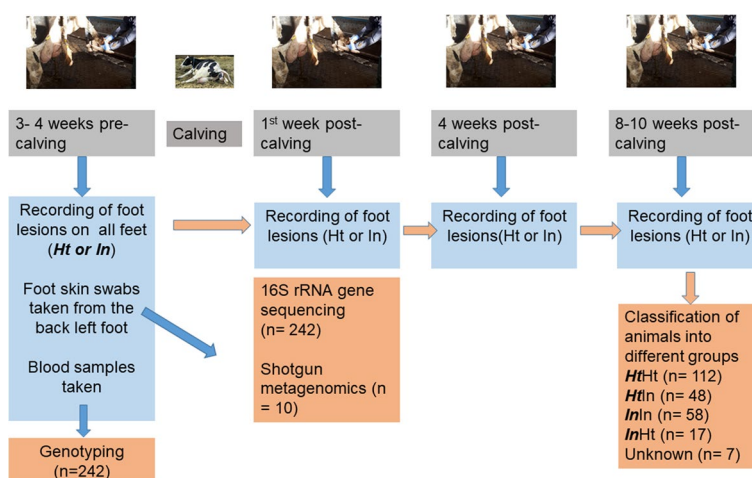 3- 4 weeks pre-
calving
Calving
1st week post-
calving
4 weeks post-
calving
8-10 weeks post-
calving
Recording of foot
lesions on all feet
(Ht or In)
Foot skin swabs
taken from the
back left foot
Blood samples
taken
Genotyping
(n=242)
Recording of foot
lesions (Ht or In)
16S rRNA gene
sequencing
(n= 242)
Shotgun
metagenomics (n
= 10)
Recording of foot
lesions(Ht or In)
Recording of foot
lesions (Ht or In)
Classification of
animals into
different groups
HtHt (n= 112)
HtIn (n= 48)
InIn (n= 58)
InHt (n= 17)
Unknown (n= 7)